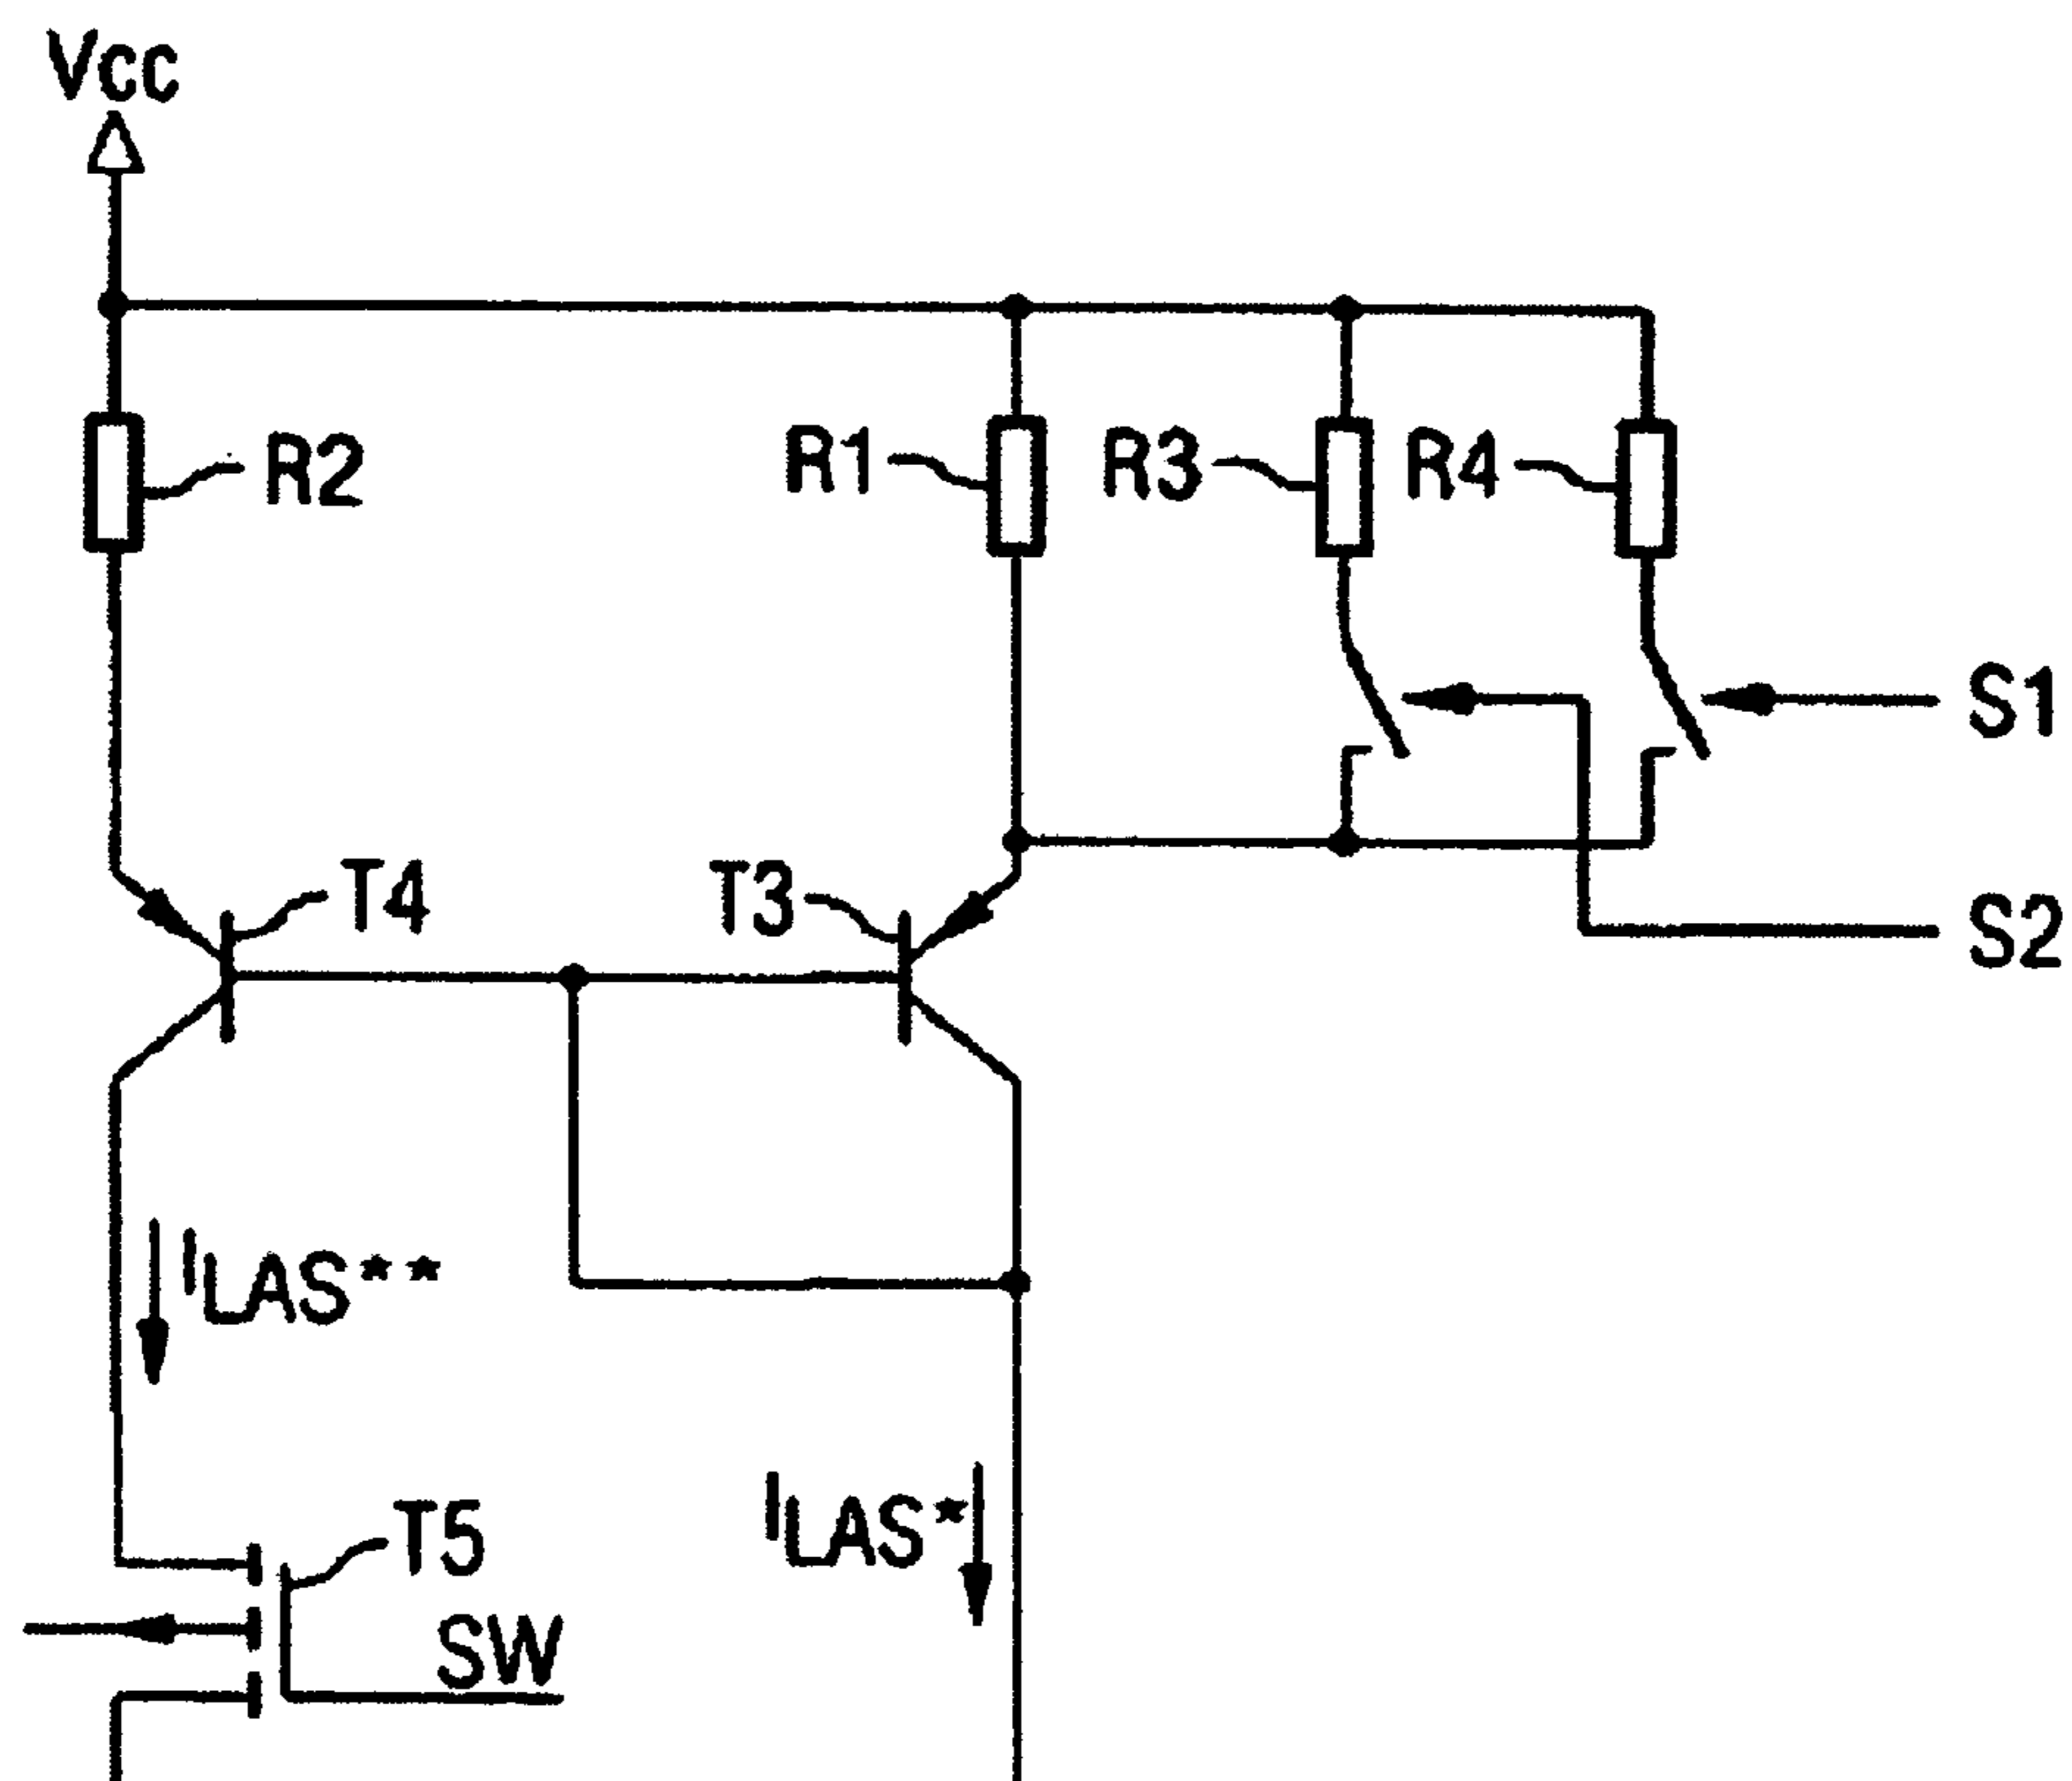 Vcc
R2
R1
R3
R4
S1
T4
T3
S2
ILAS**
ILAS*
T5
SW